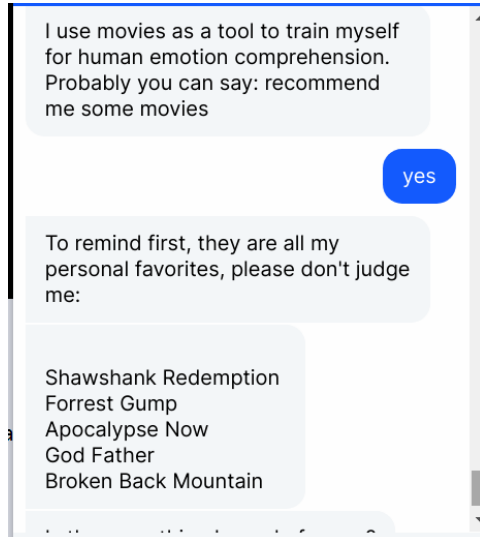 I use movies as a tool to train myself
for human emotion comprehension.
Probably you can say: recommend
me some movies
yes
To remind first, they are all my
personal favorites, please don't judge
me:
Shawshank Redemption
Forrest Gump
Apocalypse Now
God Father
Broken Back Mountain